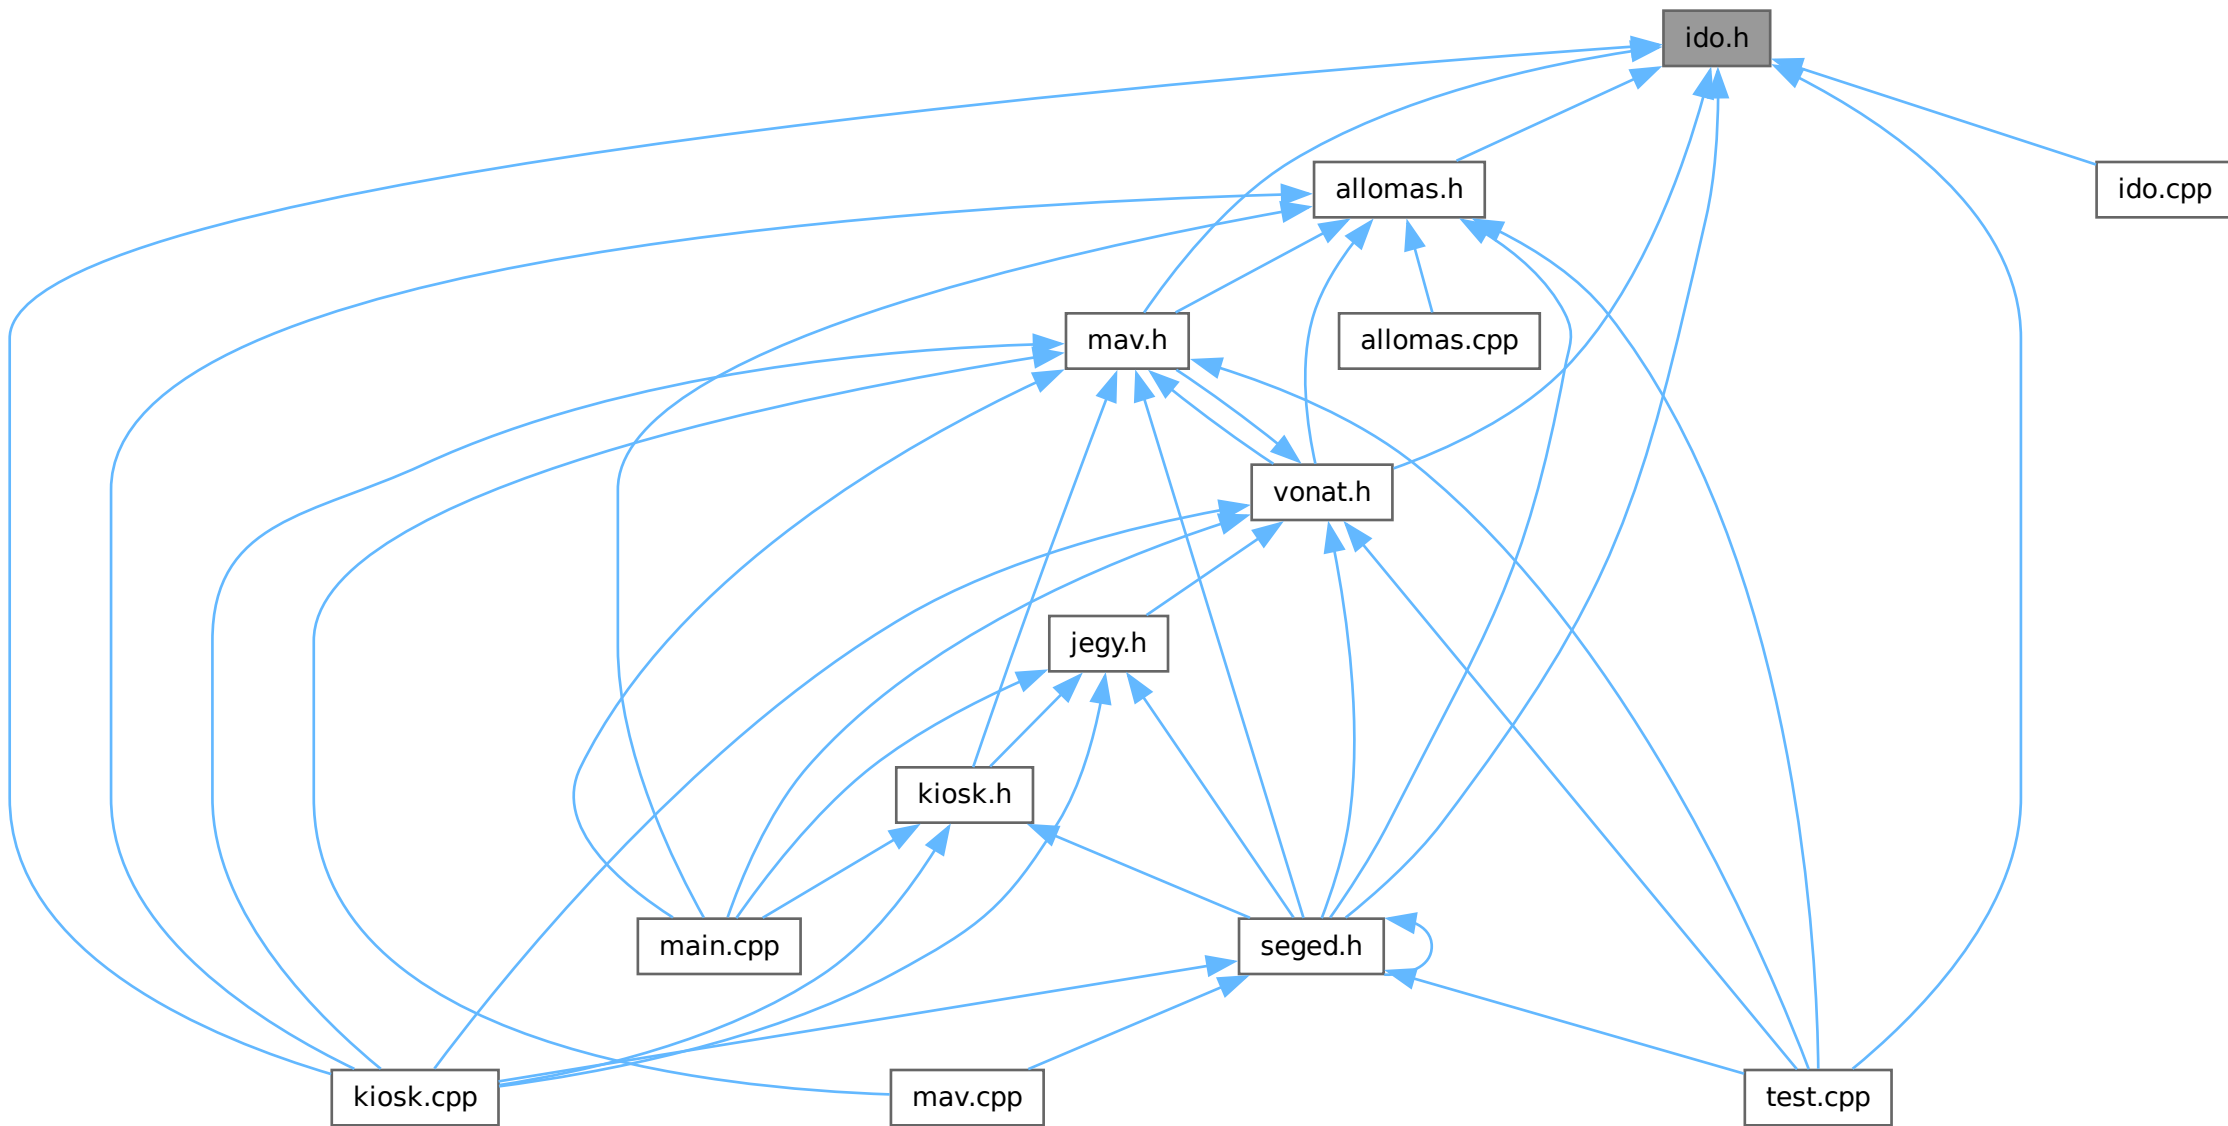 ido.h
allomas.h
ido.cpp
mav.h
allomas.cpp
vonat.h
jegy.h
kiosk.h
main.cpp
seged.h
kiosk.cpp
mav.cpp
test.cpp